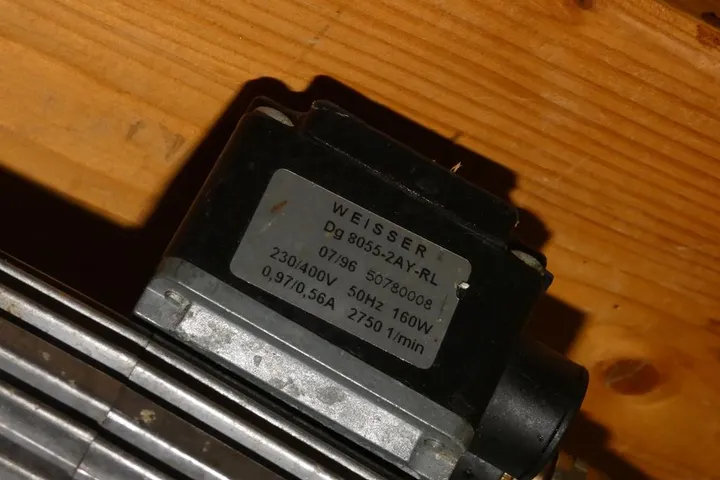 WEISSER
Dg 8055-2AY-RL
07/96 50780008
230/400V 50Hz 160W
0,97/0,56A 2750 1/min